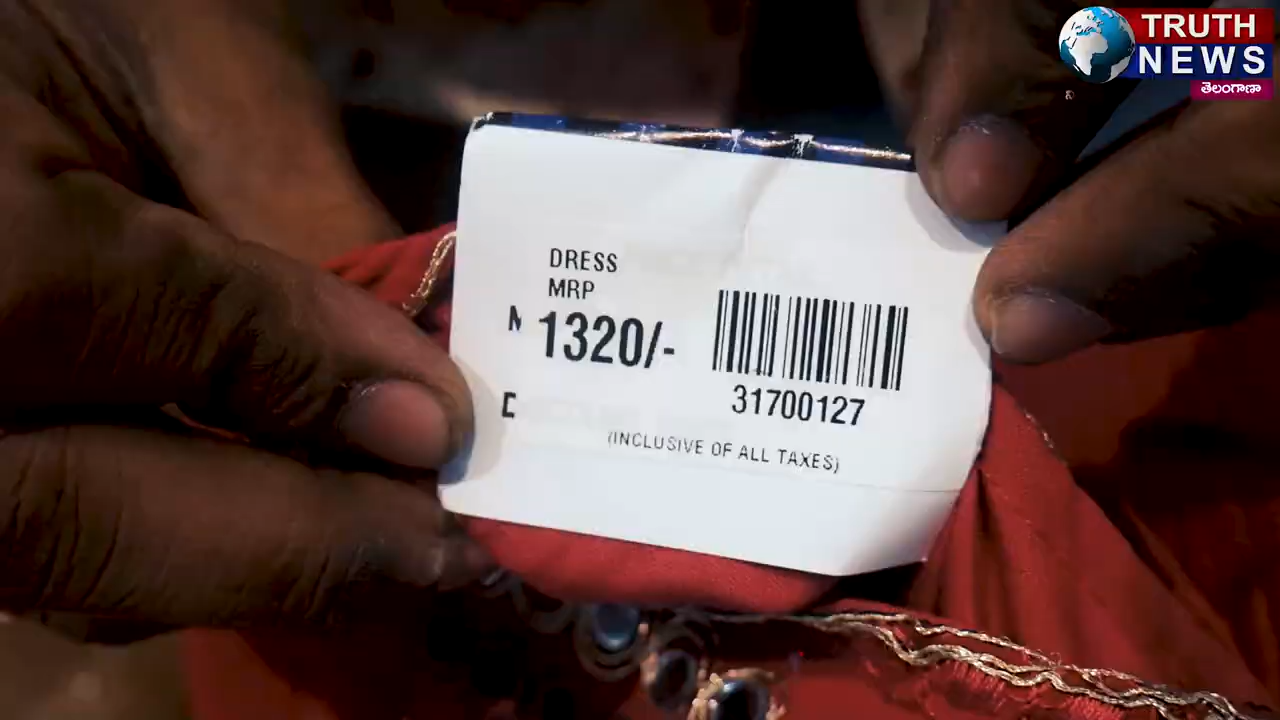 TRUTH
NEWS
తెలంగాణా
DRESS
MRP
1320/-
31700127
(INCLUSIVE OF ALL TAXES)